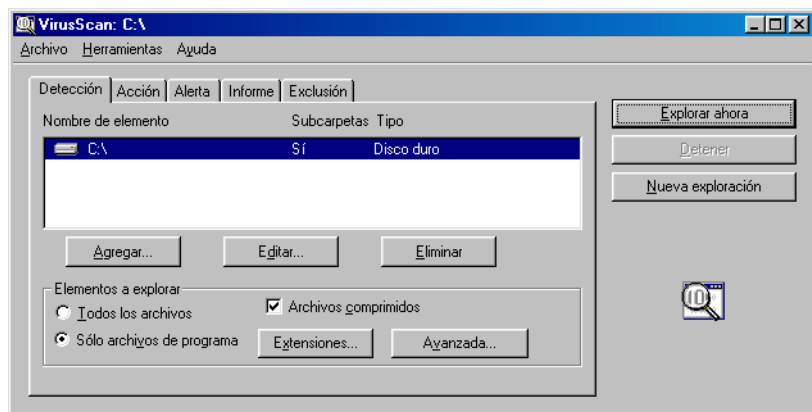 VirusScan: C:\
Archivo Herramientas Ayuda
Detección Acción Alerta Informe Exclusión
Nombre de elemento Subcarpetas Tipo
C:\ Sí Disco duro
Agregar... Editar... Eliminar
Elementos a explorar
Todos los archivos
Sólo archivos de programa
Archivos comprimidos
Extensiones... Avanzada...
Explorar ahora
Detener
Nueva exploración